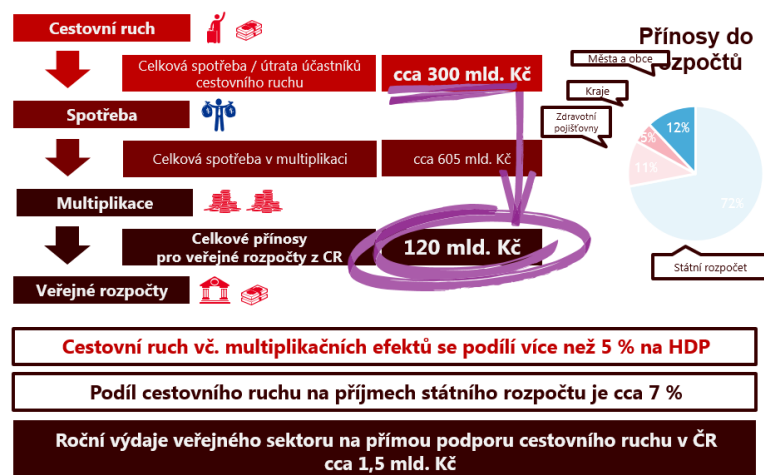 Cestovní ruch
Celková spotřeba / útrata účastníků
cestovního ruchu
cca 300 mld. Kč
Spotřeba
Celková spotřeba v multiplikaci
cca 605 mld. Kč
Multiplikace
Celkové přínosy
pro veřejné rozpočty z CR
120 mld. Kč
Veřejné rozpočty
Přínosy do
rozpočtů
Města a obce
Kraje
Zdravotní
pojišťovny
12%
5%
11%
72%
Státní rozpočet
Cestovní ruch vč. multiplikačních efektů se podílí více než 5 % na HDP
Podíl cestovního ruchu na příjmech státního rozpočtu je cca 7 %
Roční výdaje veřejného sektoru na přímou podporu cestovního ruchu v ČR
cca 1,5 mld. Kč